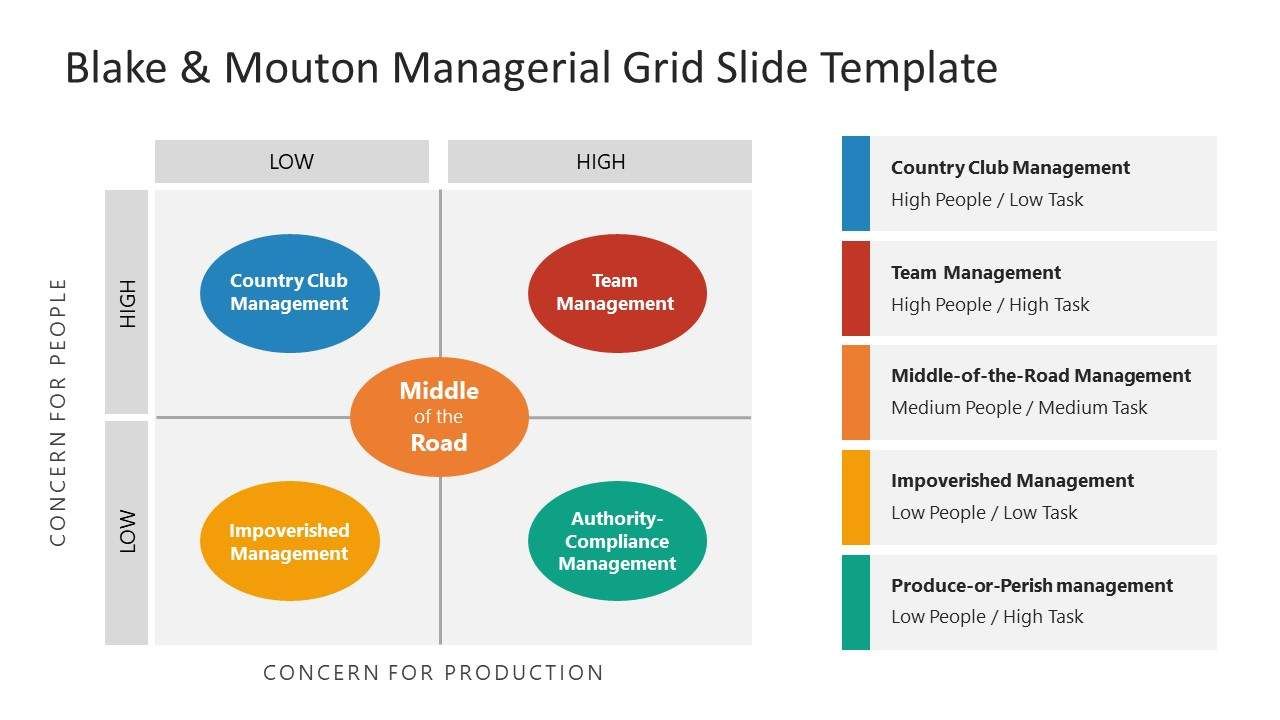 Blake & Mouton Managerial Grid Slide Template
LOW
HIGH
CONCERN FOR PEOPLE
HIGH
LOW
Country Club
Management
Team
Management
Middle
of the
Road
Impoverished
Management
Authority-
Compliance
Management
CONCERN FOR PRODUCTION
Country Club Management
High People / Low Task
Team Management
High People / High Task
Middle-of-the-Road Management
Medium People / Medium Task
Impoverished Management
Low People / Low Task
Produce-or-Perish management
Low People / High Task